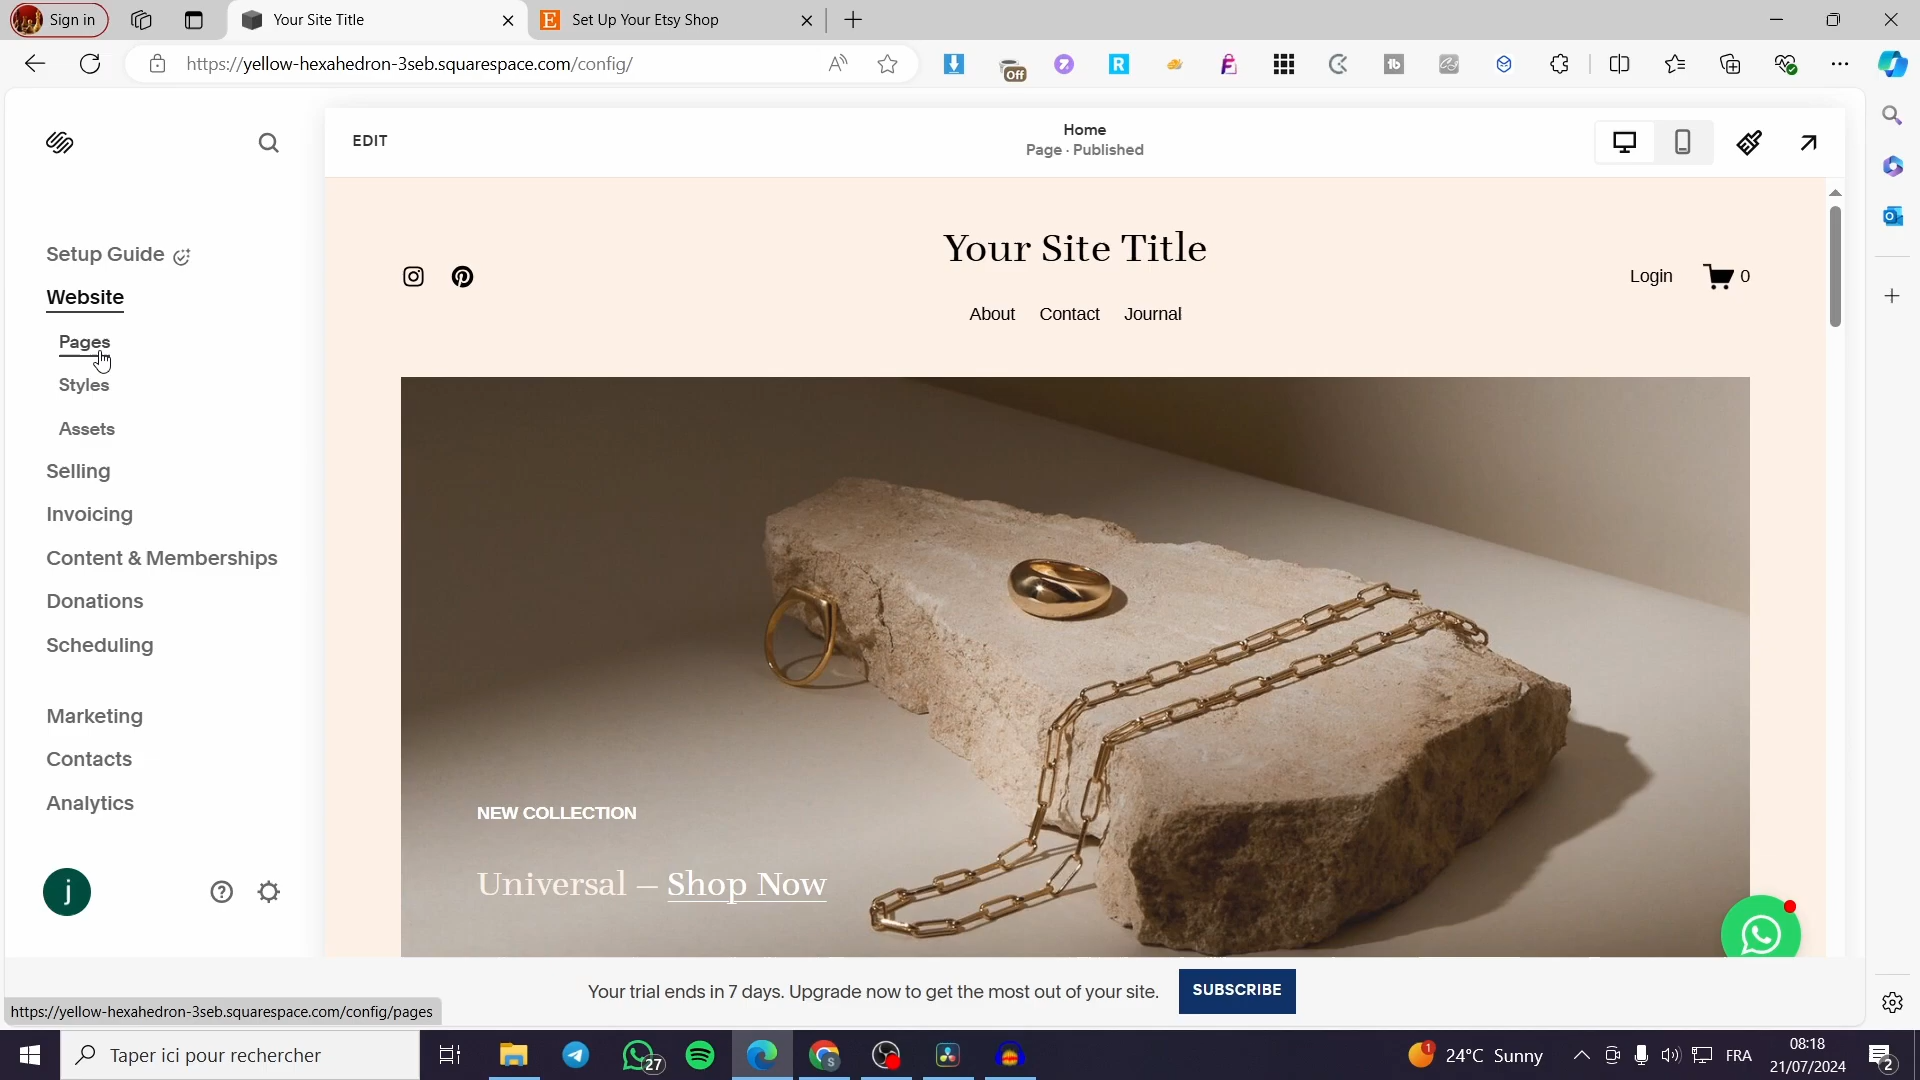 Sign in
Your Site Title
Set Up Your Etsy Shop
https://yellow-hexahedron-3seb.squarespace.com/config/
Off
EDIT
Home
Page · Published
Setup Guide
Website
Pages
Styles
Assets
Selling
Invoicing
Content & Memberships
Donations
Scheduling
Marketing
Contacts
Analytics
j
Your Site Title
Login
0
About
Contact
Journal
NEW COLLECTION
Universal — Shop Now
Your trial ends in 7 days. Upgrade now to get the most out of your site.
SUBSCRIBE
https://yellow-hexahedron-3seb.squarespace.com/config/pages
Taper ici pour rechercher
27
S
1
24°C Sunny
FRA
08:18
21/07/2024
2